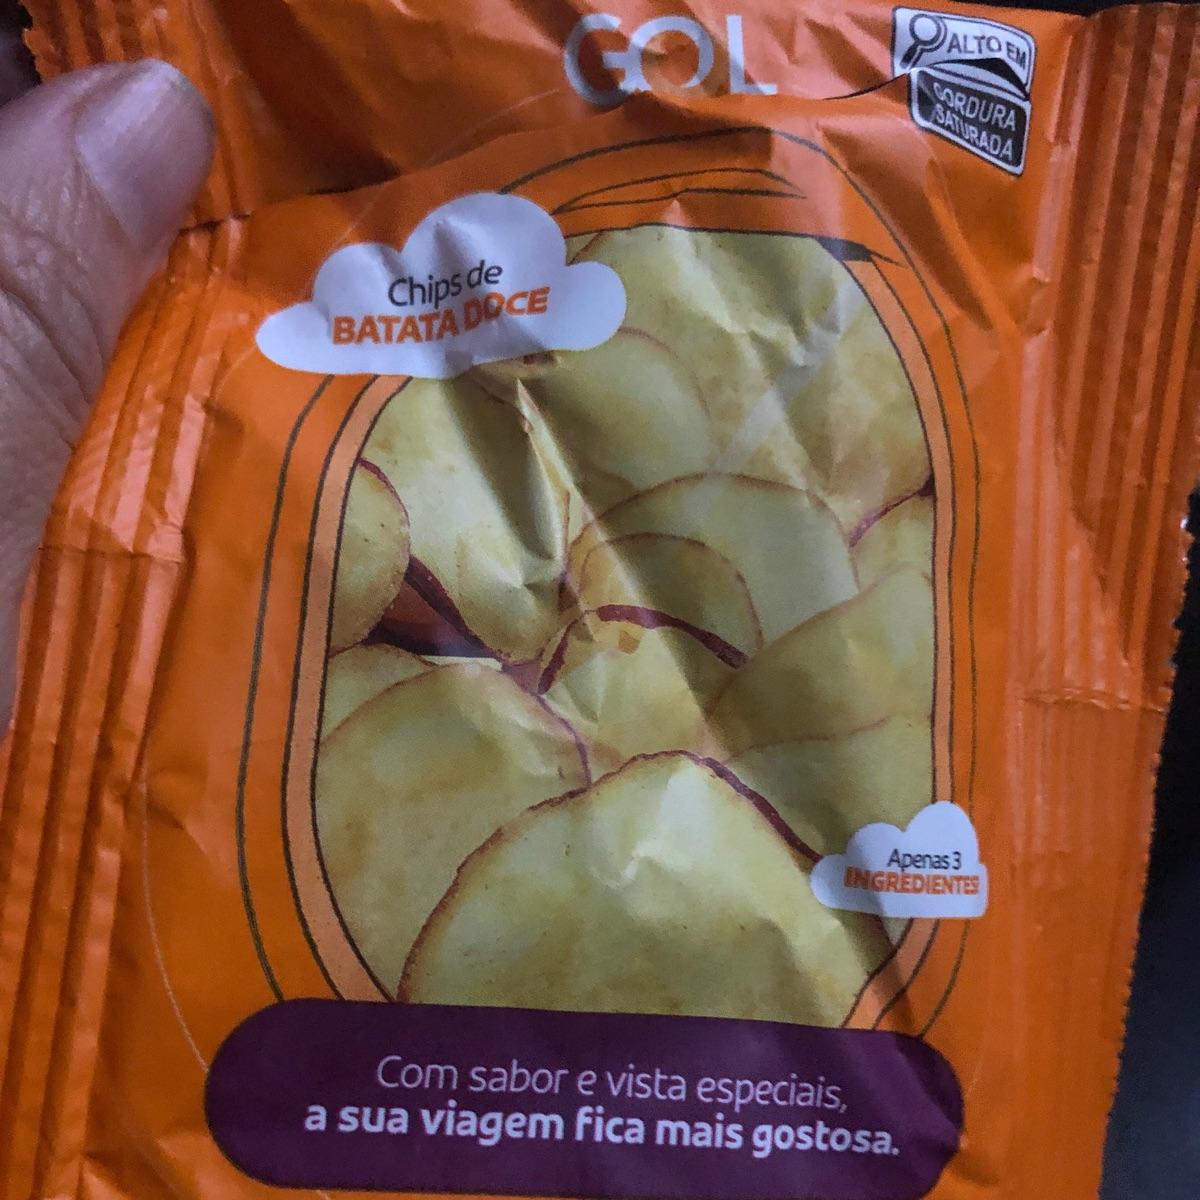 GOL
ALTO EM
GORDURA
SATURADA
Chips de
BATATA DOCE
Apenas 3
INGREDIENTES
Com sabor e vista especiais,
a sua viagem fica mais gostosa.